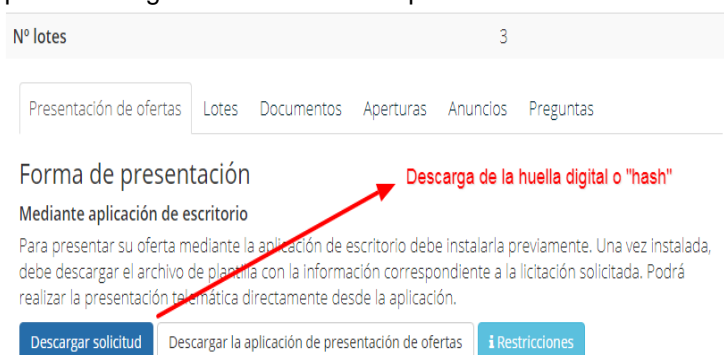 Nº lotes 3
Presentación de ofertas Lotes Documentos Aperturas Anuncios Preguntas
Forma de presentación
Descarga de la huella digital o "hash"
Mediante aplicación de escritorio
Para presentar su oferta mediante la aplicación de escritorio debe instalarla previamente. Una vez instalada,
debe descargar el archivo de plantilla con la información correspondiente a la licitación solicitada. Podrá
realizar la presentación telemática directamente desde la aplicación.
Descargar solicitud Descargar la aplicación de presentación de ofertas i Restricciones